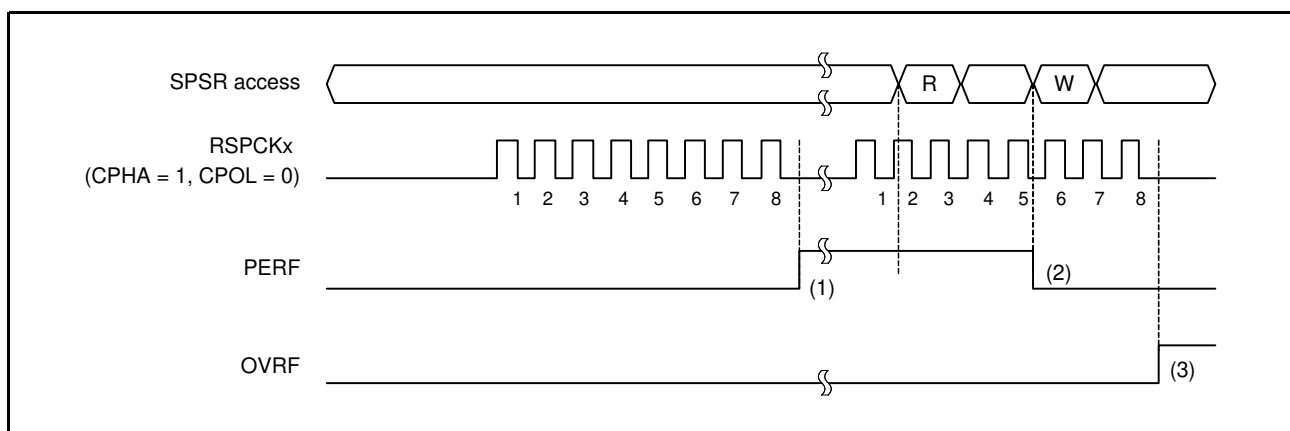 SPSR access
R
W
RSPCKx
(CPHA = 1, CPOL = 0)
1 2 3 4 5 6 7 8 1 2 3 4 5 6 7 8
PERF
(1)
(2)
OVRF
(3)